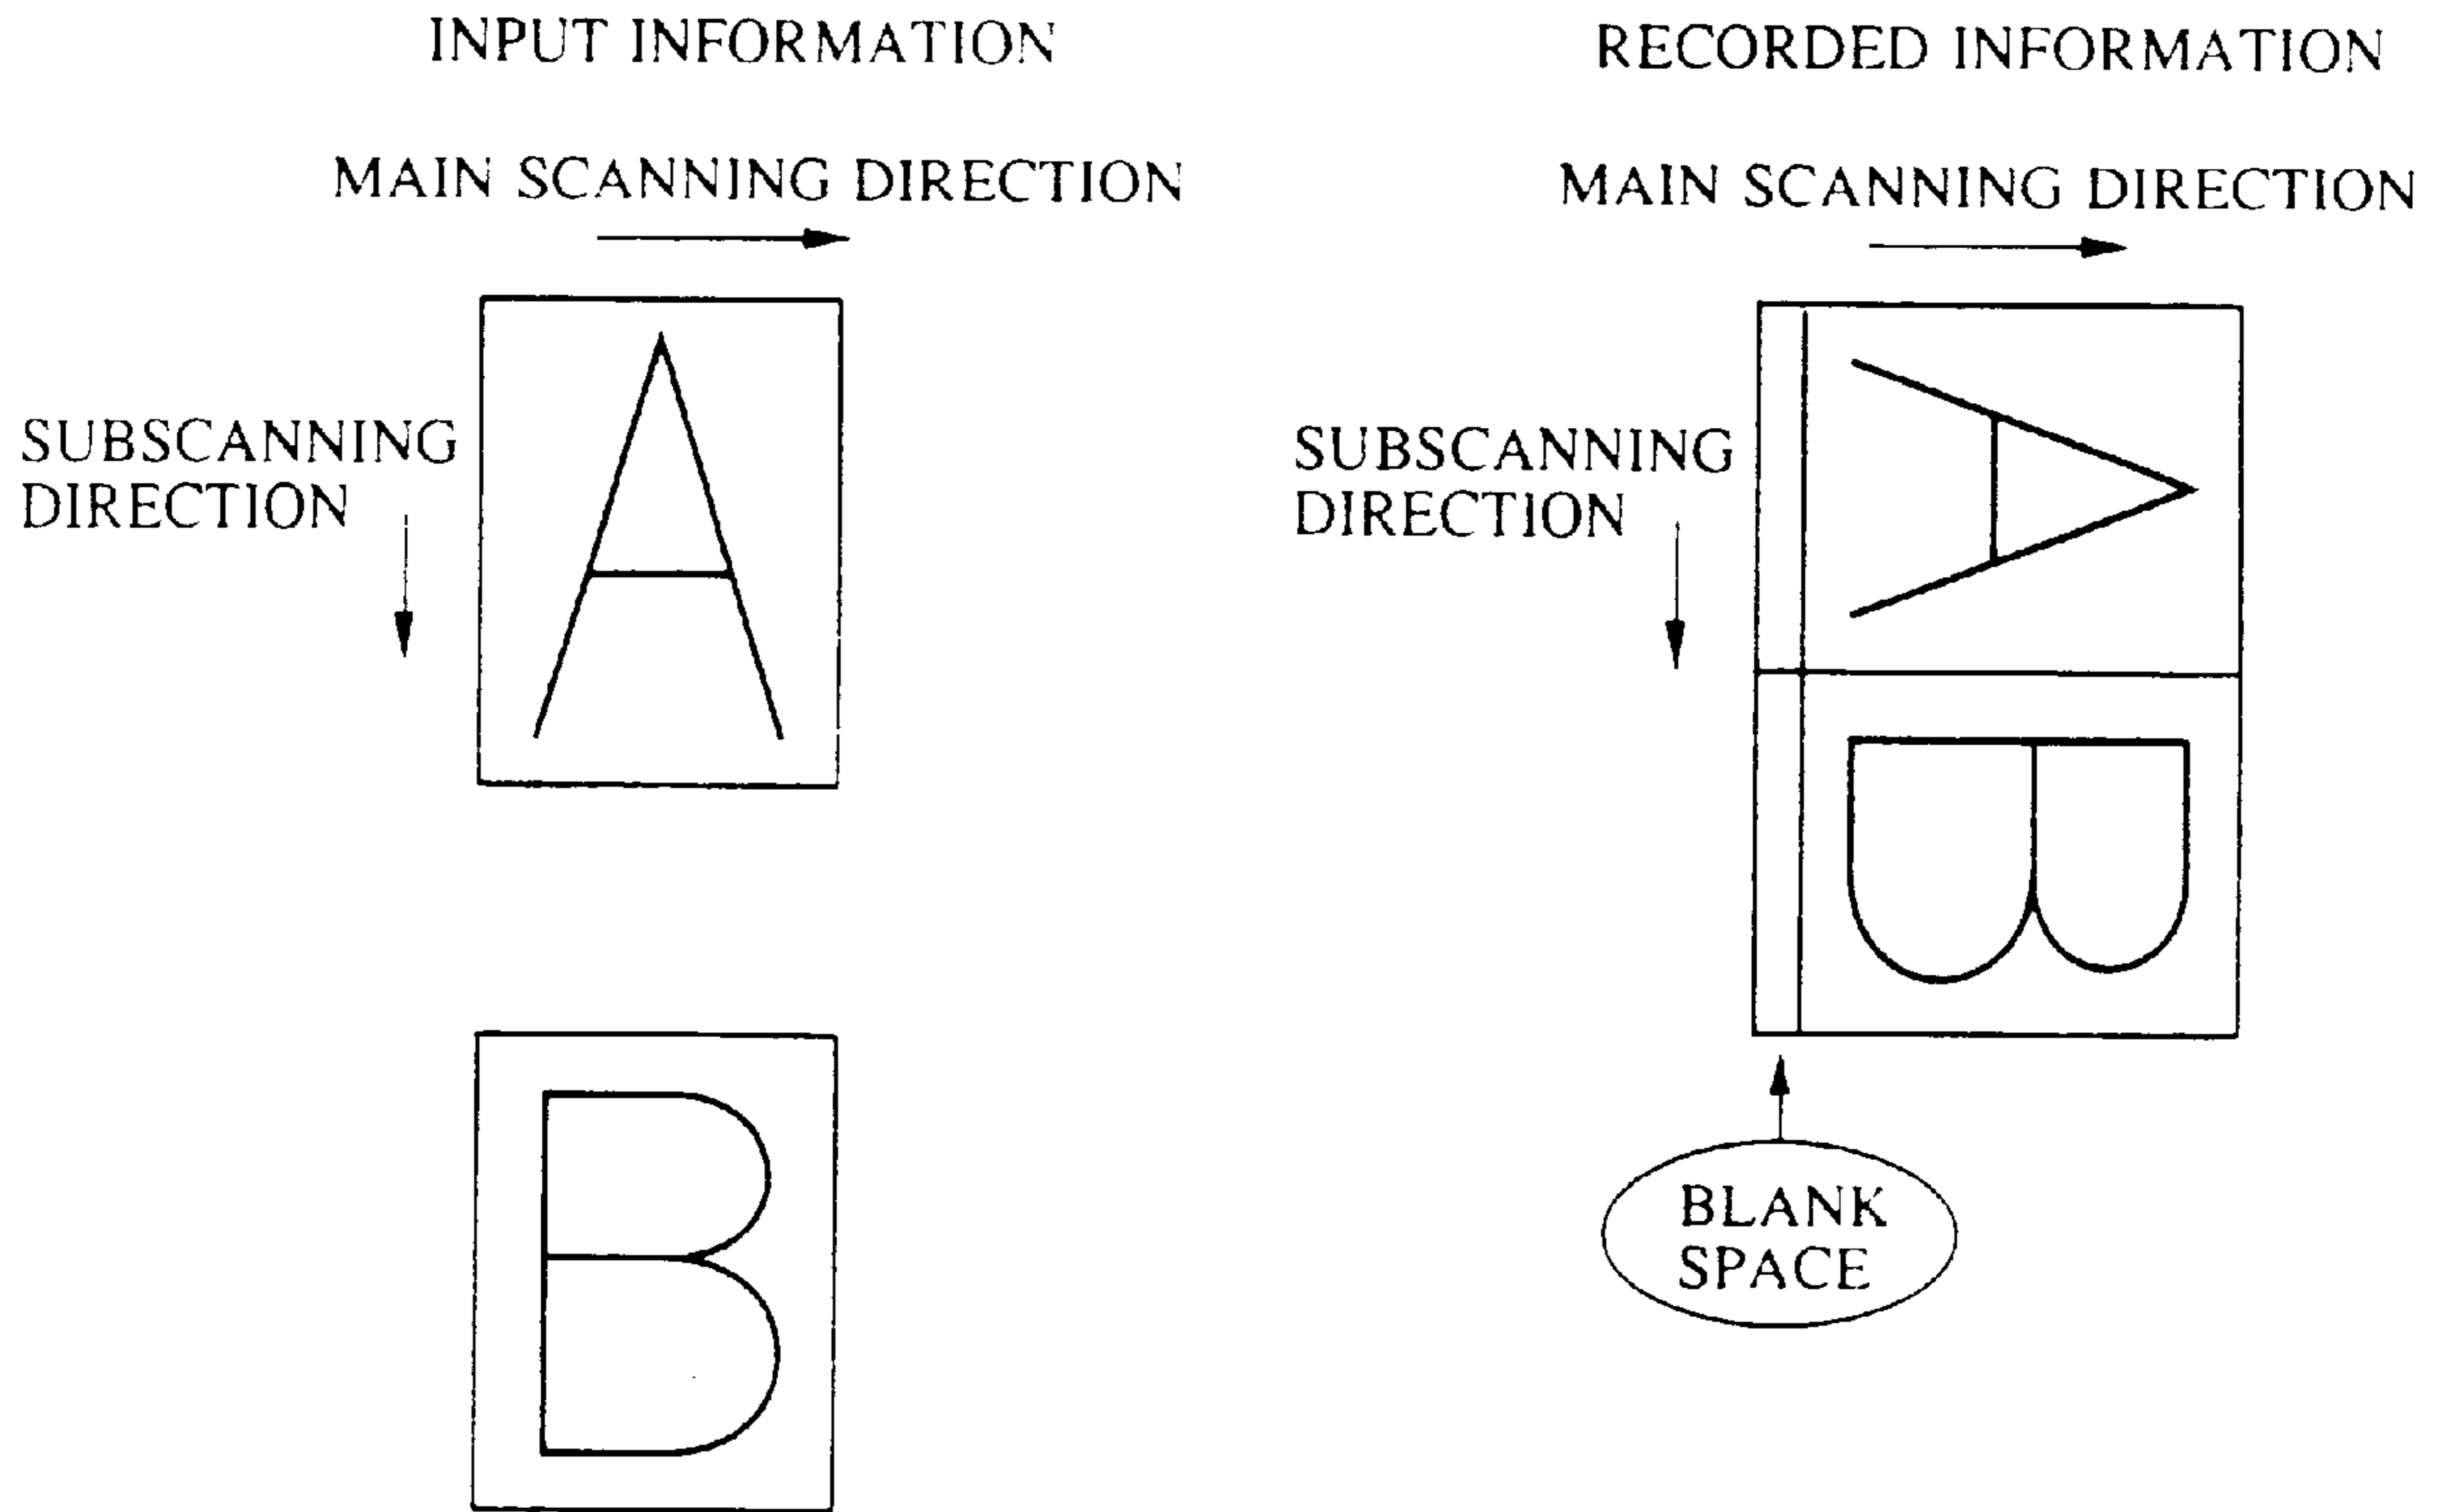 INPUT INFORMATION
MAIN SCANNING DIRECTION
SUBSCANNING
DIRECTION
A
B
RECORDED INFORMATION
MAIN SCANNING DIRECTION
SUBSCANNING
DIRECTION
A
B
BLANK
SPACE